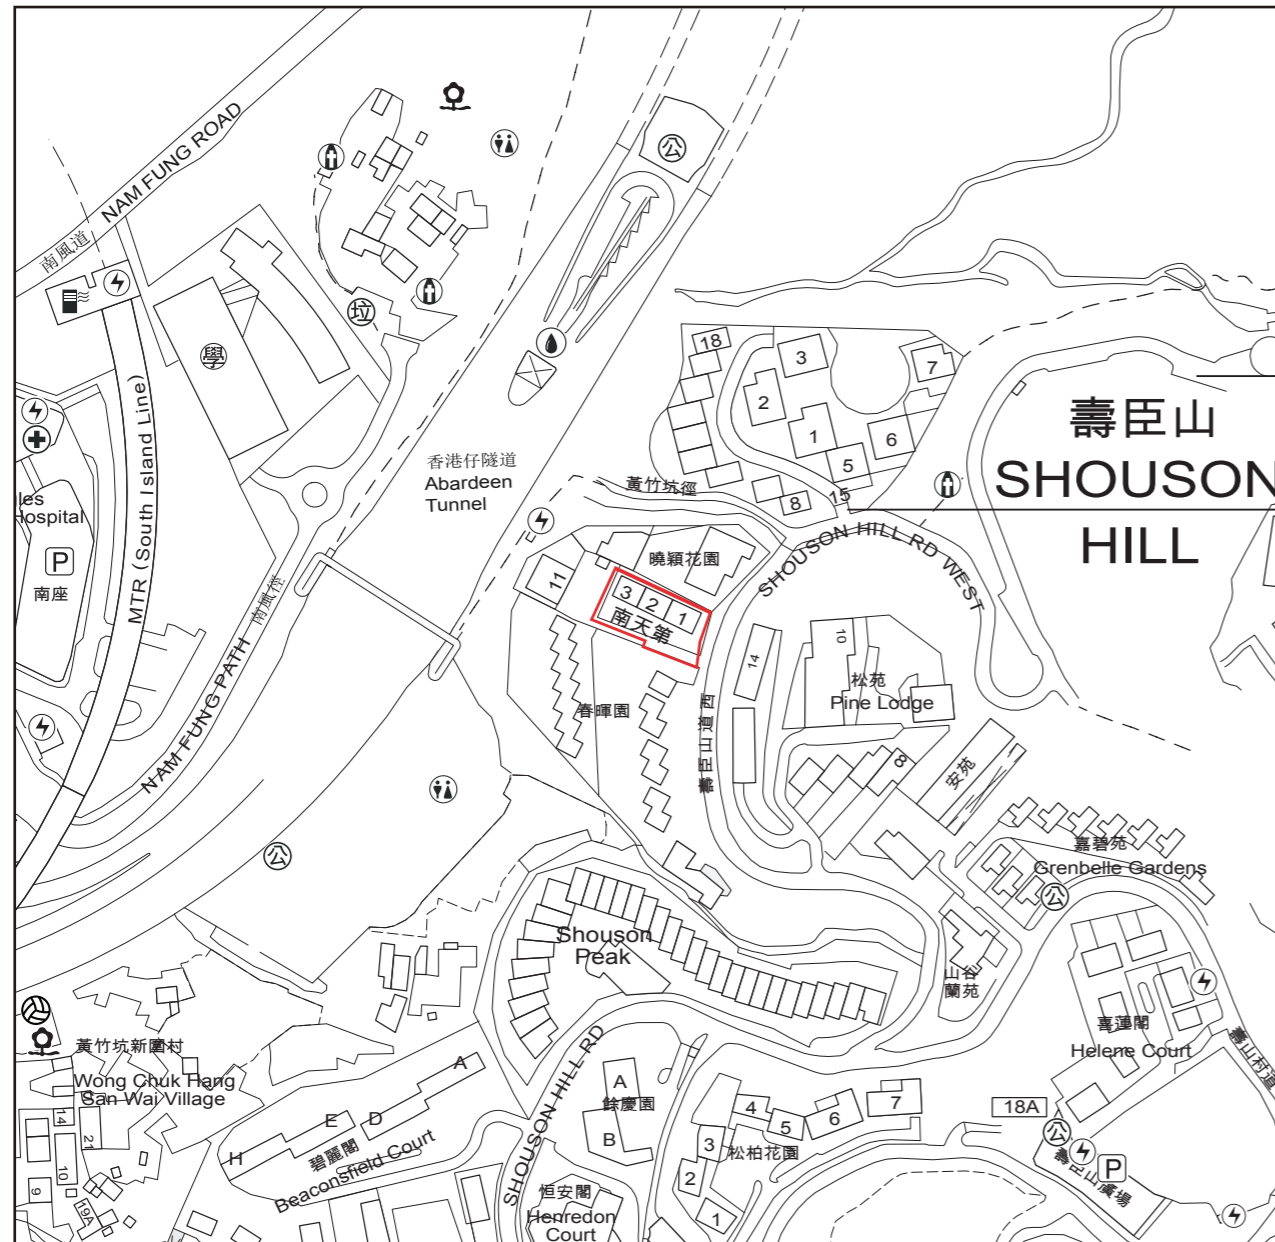 NAM FUNG ROAD
南風道
公
垃
學
MTR (South Island Line)
18
3
7
2
1
6
5
8
15
壽臣山
SHOUSON
HILL
香港仔隧道
Abardeen
Tunnel
黃竹坑徑
SHOUSON HILL RD WEST
ospital
P
南座
南風徑
NAM FUNG PATH
11
曉穎花園
3
2
1
南天第
14
10
松苑
Pine Lodge
春暉園
壽臣山道西
8
安苑
嘉碧苑
Grenbelle Gardens
公
公
Shouson
Peak
山谷
蘭苑
喜蓮閣
Helene Court
壽山村道
黃竹坑新圍村
Wong Chuk Hang
San Wai Village
14
21
10
9
19A
A
E
D
H
碧麗閣
Beaconsfield Court
SHOUSON HILL RD
A
餘慶園
B
4
5
6
7
3
松柏花園
2
1
18A
公
P
壽臣山廣場
恒安閣
Henredon
Court